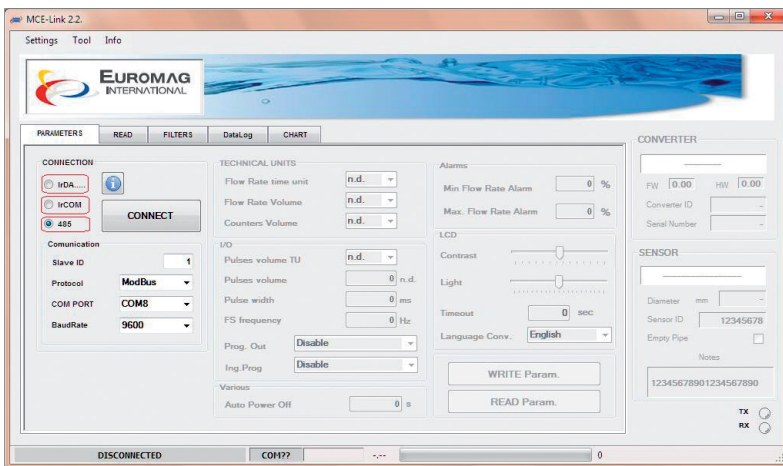 MCE-Link 2.2.
Settings Tool Info
EUROMAG
INTERNATIONAL
PARAMETERS READ FILTERS DataLog CHART
CONNECTION
IrDA.....
IrCOM
485
CONNECT
Comunication
Slave ID 1
Protocol ModBus
COM PORT COM8
BaudRate 9600
TECHNICAL UNITS
Flow Rate time unit n.d.
Flow Rate Volume n.d.
Counters Volume n.d.
I/O
Pulses volume TU n.d.
Pulses volume 0 n.d.
Pulse width 0 ms
FS frequency 0 Hz
Prog. Out Disable
Ing.Prog Disable
Various
Auto Power Off 0 s
Alarms
Min Flow Rate Alarm 0 %
Max. Flow Rate Alarm 0 %
LCD
Contrast
Light
Timeout 0 sec
Language Conv. English
WRITE Param.
READ Param.
CONVERTER
-----------
FW 0.00 HW 0.00
Converter ID -
Serial Number -
SENSOR
--------------------
Diameter mm -
Sensor ID 12345678
Empty Pipe
Notes
12345678901234567890
TX
RX
DISCONNECTED COM?? -.-- 0